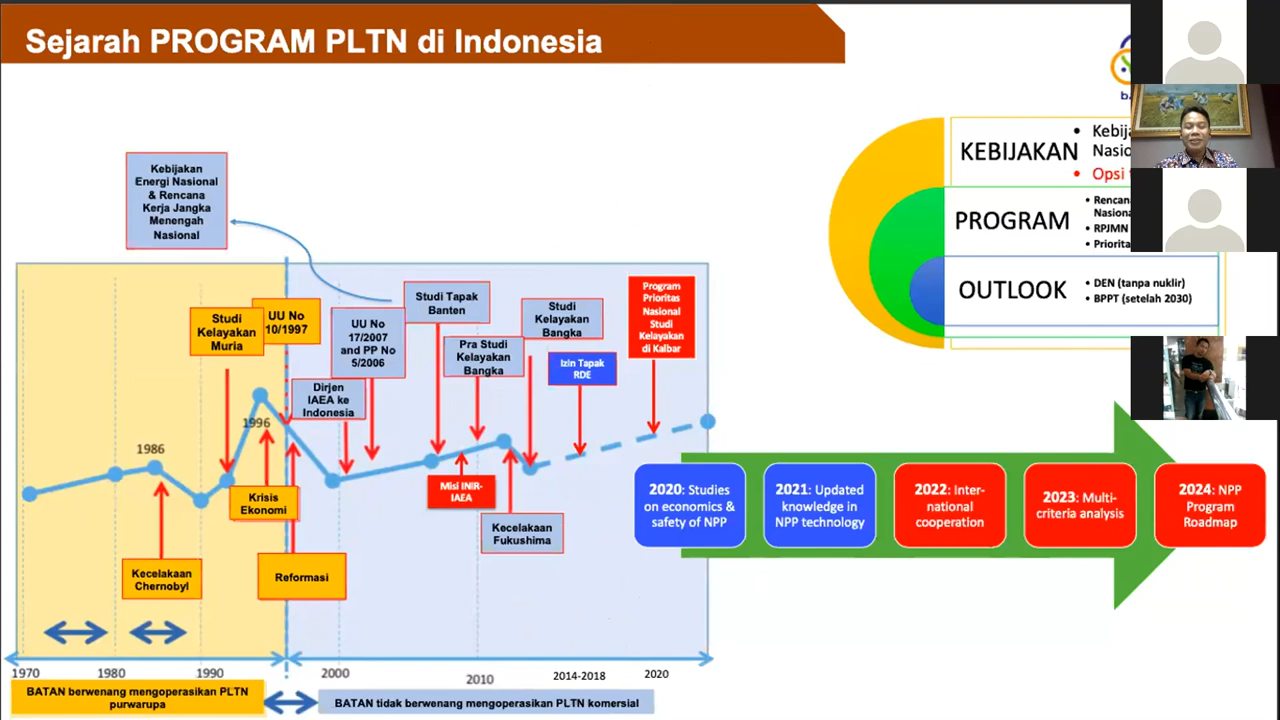 Sejarah PROGRAM PLTN di Indonesia
Kebijakan
Energi Nasional
& Rencana
Kerja Jangka
Menengah
Nasional
Studi
Kelayakan
Muria
UU No
10/1997
UU No
17/2007
and PP No
5/2006
Dirjen
IAEA ke
Indonesia
Studi Tapak
Banten
Pra Studi
Kelayakan
Bangka
Studi
Kelayakan
Bangka
Izin Tapak
RDE
Program
Prioritas
Nasional
Studi
Kelayakan
di Kalbar
1986
1996
Krisis
Ekonomi
Kecelakaan
Chernobyl
Reformasi
Misi INIR-
IAEA
Kecelakaan
Fukushima
1970
1980
1990
2000
2010
2014-2018
2020
BATAN berwenang mengoperasikan PLTN
purwarupa
BATAN tidak berwenang mengoperasikan PLTN komersial
KEBIJAKAN
Nasio
Opsi
PROGRAM
Rencan
Nasiona
RPJMN
Priorita
OUTLOOK
DEN (tanpa nuklir)
BPPT (setelah 2030)
2020: Studies
on economics &
safety of NPP
2021: Updated
knowledge in
NPP technology
2022: Inter-
national
cooperation
2023: Multi-
criteria analysis
2024: NPP
Program
Roadmap